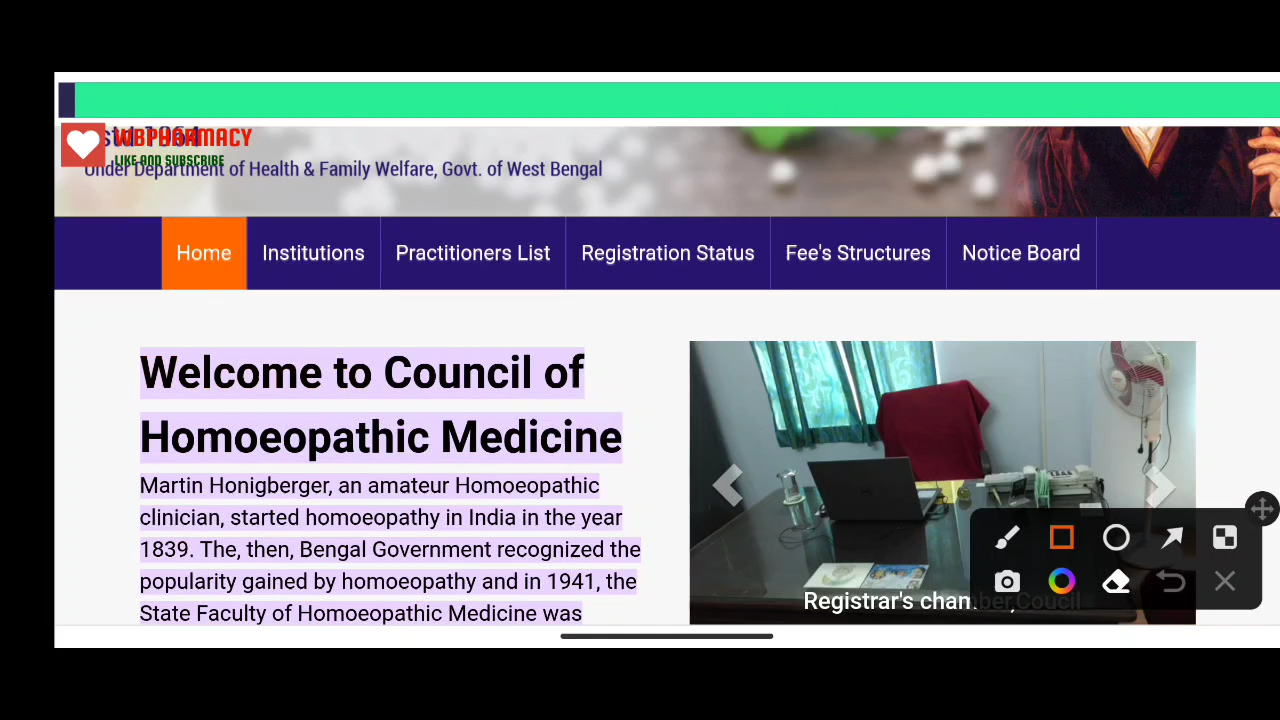 WBPHARMACY
LIKE AND SUBSCRIBE
Under Department of Health & Family Welfare, Govt. of West Bengal
Home
Institutions
Practitioners List
Registration Status
Fee's Structures
Notice Board
Welcome to Council of
Homoeopathic Medicine
Martin Honigberger, an amateur Homoeopathic
clinician, started homoeopathy in India in the year
1839. The, then, Bengal Government recognized the
popularity gained by homoeopathy and in 1941, the
State Faculty of Homoeopathic Medicine was
Registrar's chamber,Coucil